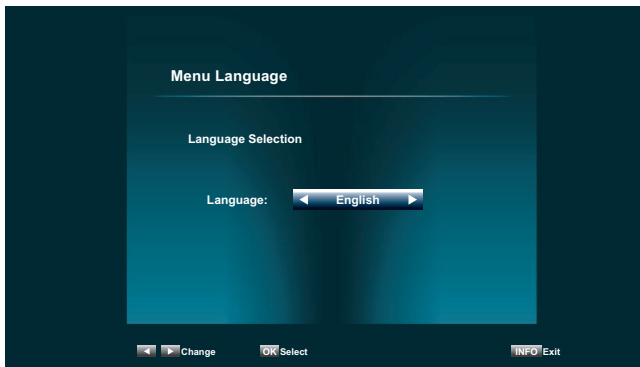 Menu Language
Language Selection
Language: ◀ English ▶
◀ ▶ Change OK Select INFO Exit